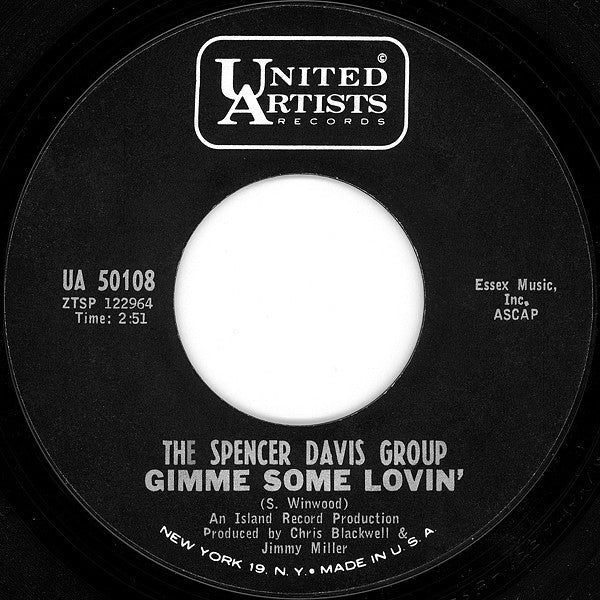 ©
UNITED
ARTISTS
RECORDS
UA 50108
ZTSP 122964
Time: 2:51
Essex Music,
Inc.
ASCAP
THE SPENCER DAVIS GROUP
GIMME SOME LOVIN'
(S. Winwood)
An Island Record Production
Produced by Chris Blackwell &
Jimmy Miller
NEW YORK 19, N.Y. • MADE IN U.S.A.